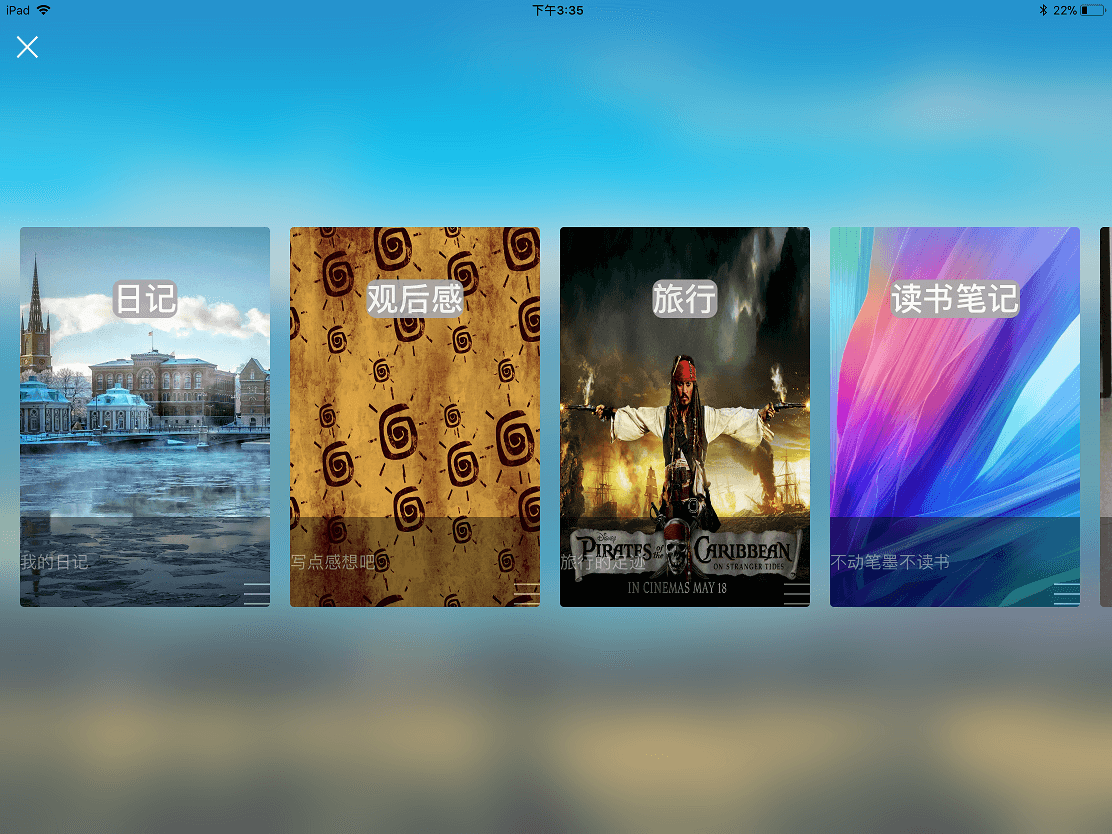 iPad
下午3:35
22%
日记
观后感
旅行
读书笔记
Disney
PIRATES of the CARIBBEAN
ON STRANGER TIDES
我的日记
写点感想吧
旅行的足迹
不动笔墨不读书
IN CINEMAS MAY 18